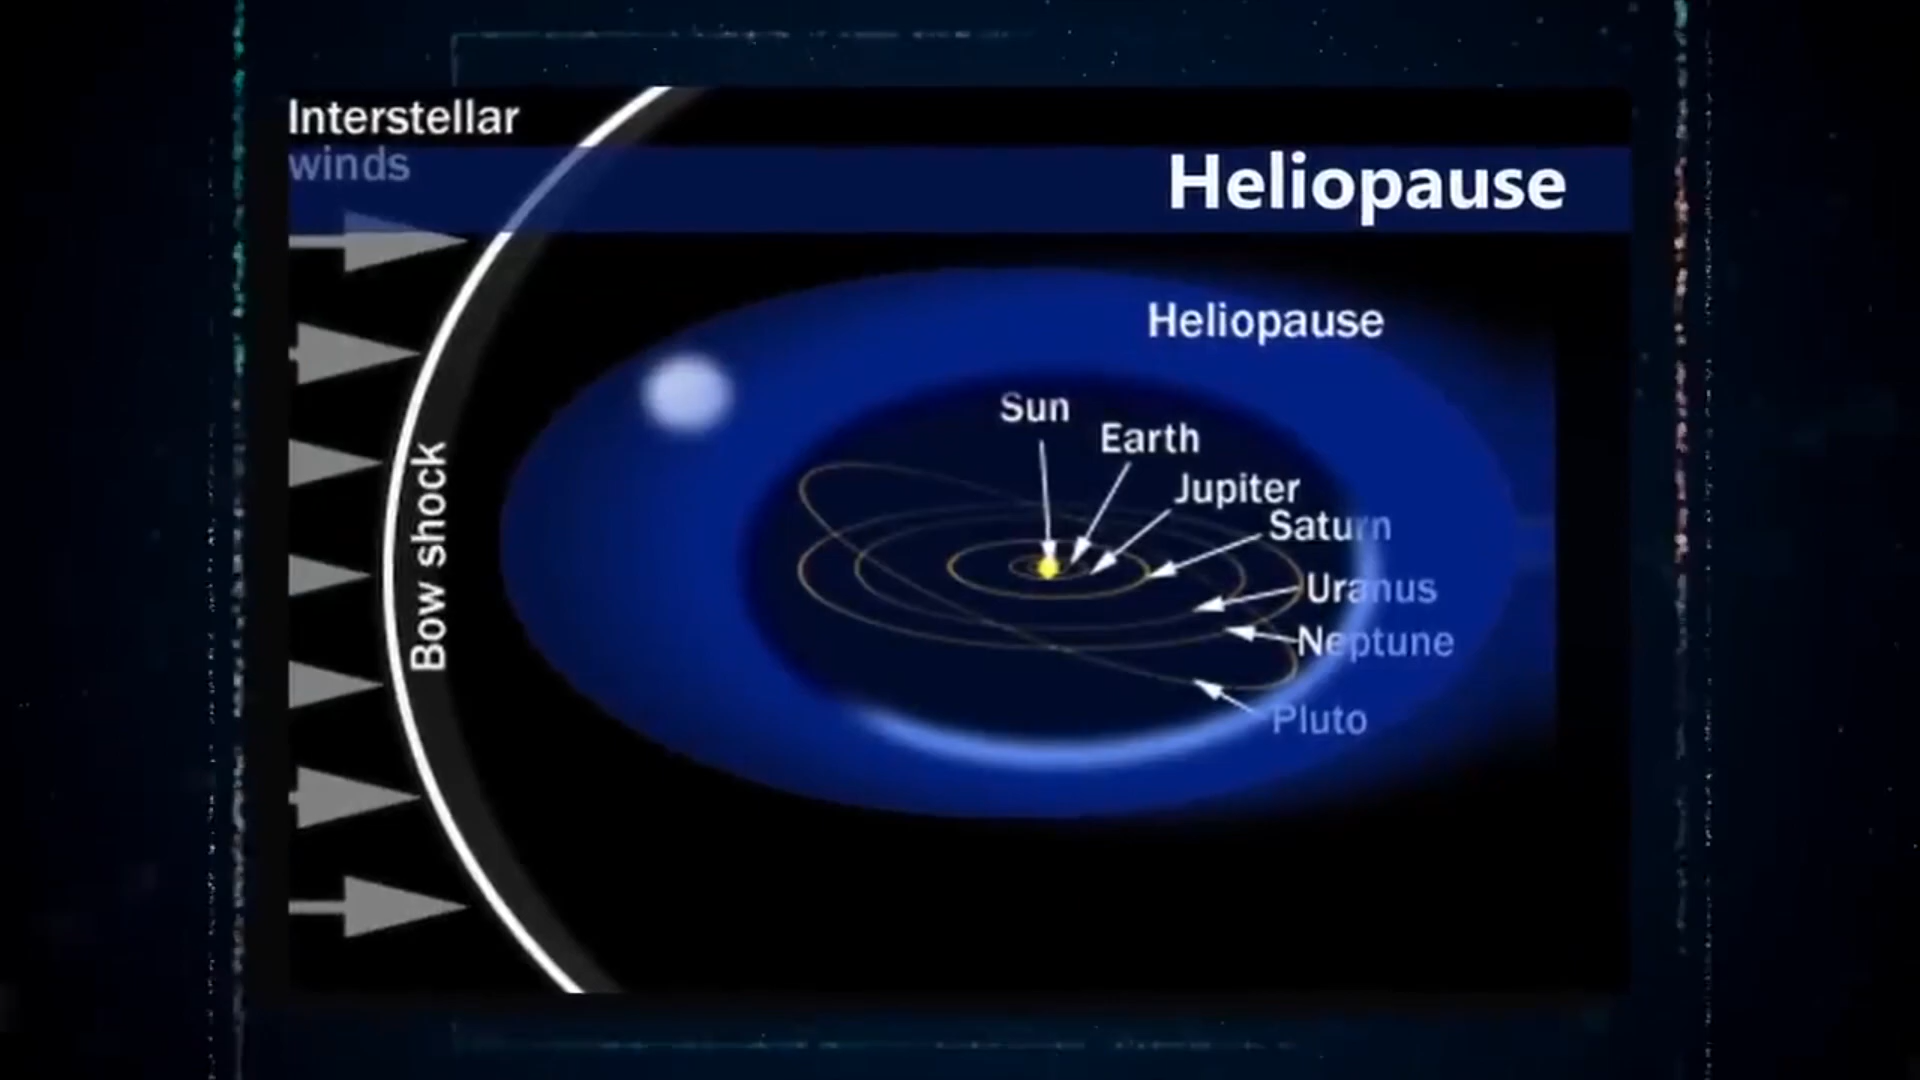 Interstellar
winds
Heliopause
Heliopause
Sun
Earth
Jupiter
Saturn
Uranus
Neptune
Pluto
Bow shock